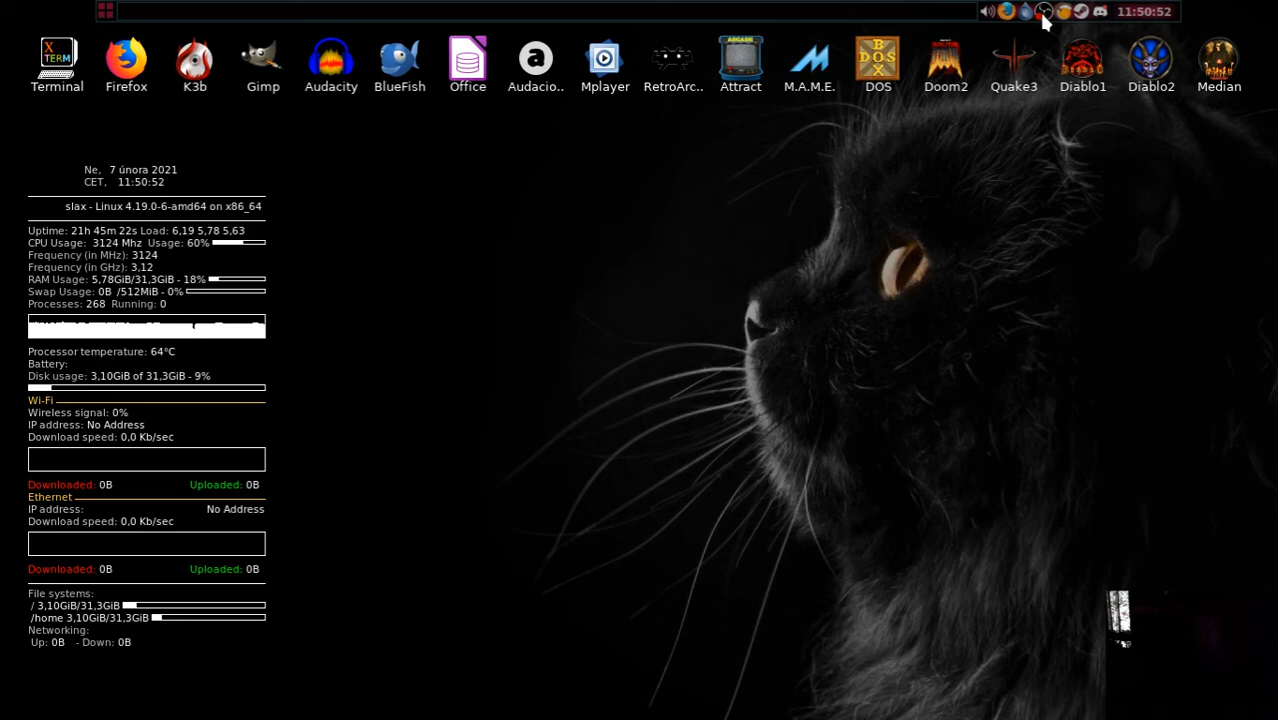 11:50:52
X
TERM
ARCADE
BOX
DOS
Terminal Firefox K3b Gimp Audacity BlueFish Office Audacio.. Mplayer RetroArc.. Attract M.A.M.E. DOS Doom2 Quake3 Diablo1 Diablo2 Median
Ne, 7 února 2021
CET, 11:50:52
slax - Linux 4.19.0-6-amd64 on x86_64
Uptime: 21h 45m 22s Load: 6,19 5,78 5,63
CPU Usage: 3124 Mhz Usage: 60%
Frequency (in MHz): 3124
Frequency (in GHz): 3,12
RAM Usage: 5,78GiB/31,3GiB - 18%
Swap Usage: 0B /512MiB - 0%
Processes: 268 Running: 0
Processor temperature: 64°C
Battery:
Disk usage: 3,10GiB of 31,3GiB - 9%
Wi-Fi
Wireless signal: 0%
IP address: No Address
Download speed: 0,0 Kb/sec
Downloaded: 0B Uploaded: 0B
Ethernet
IP address: No Address
Download speed: 0,0 Kb/sec
Downloaded: 0B Uploaded: 0B
File systems:
/ 3,10GiB/31,3GiB
/home 3,10GiB/31,3GiB
Networking:
Up: 0B - Down: 0B